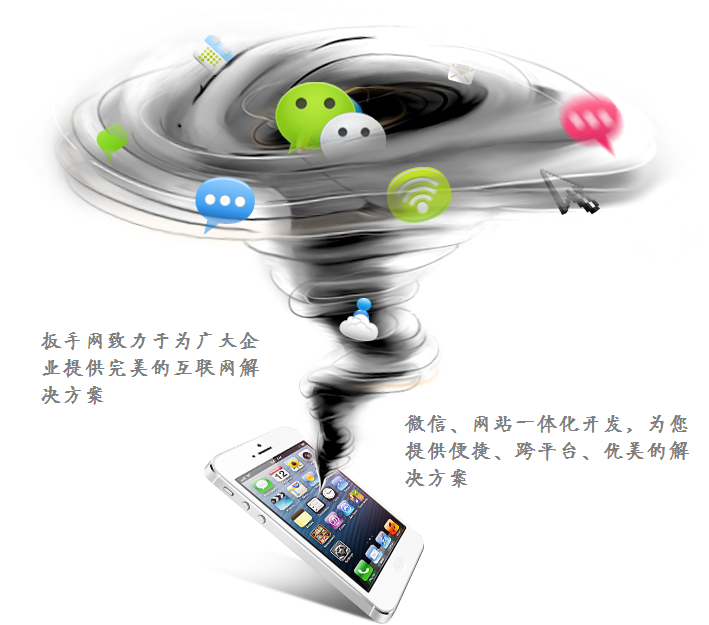 扳手网致力于为广大企
业提供完美的互联网解
决方案
微信、网站一体化开发，为您
提供便捷、跨平台、优美的解
决方案